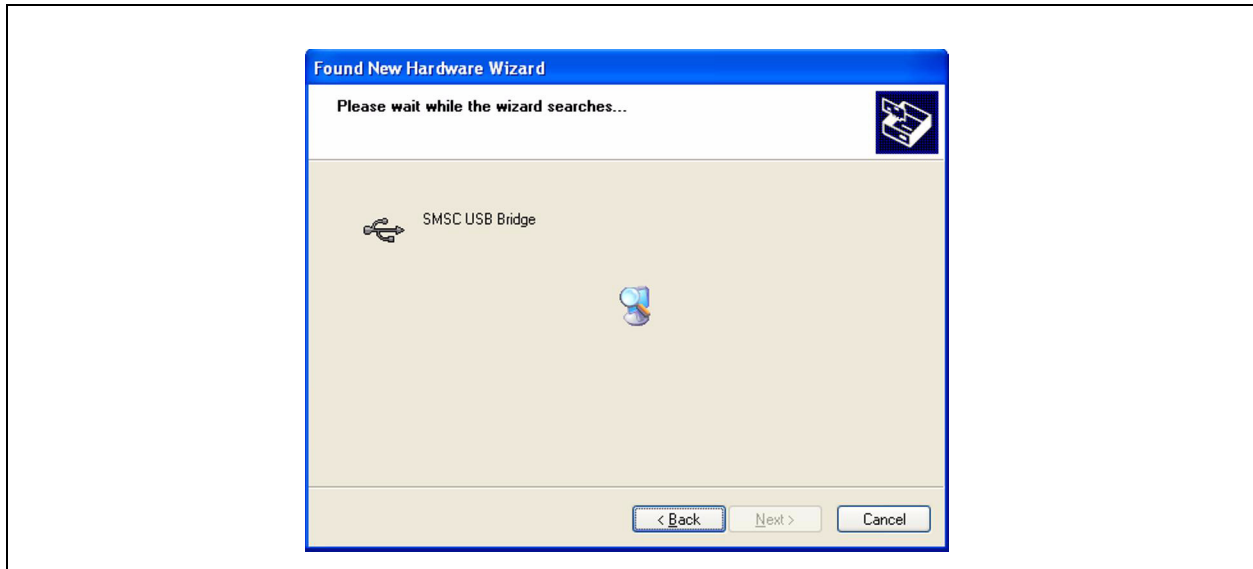 Found New Hardware Wizard
Please wait while the wizard searches...
SMSC USB Bridge
< Back Next > Cancel